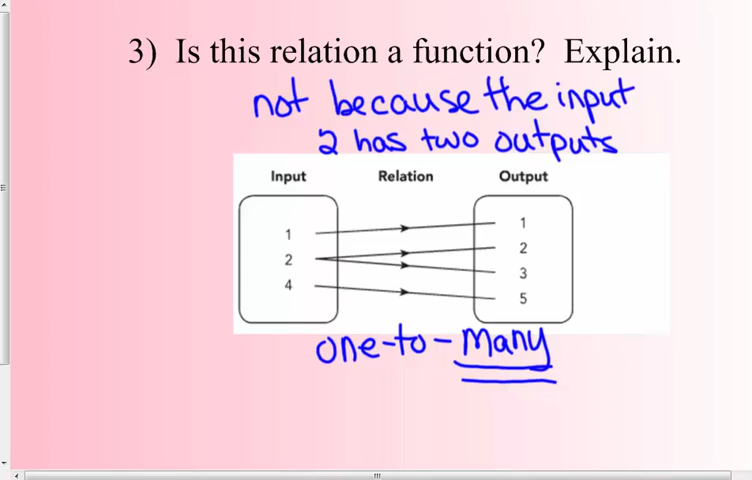 3) Is this relation a function? Explain.
not because the input
2 has two outputs
Input Relation Output
1 1
2 2
4 3
5
one-to-many